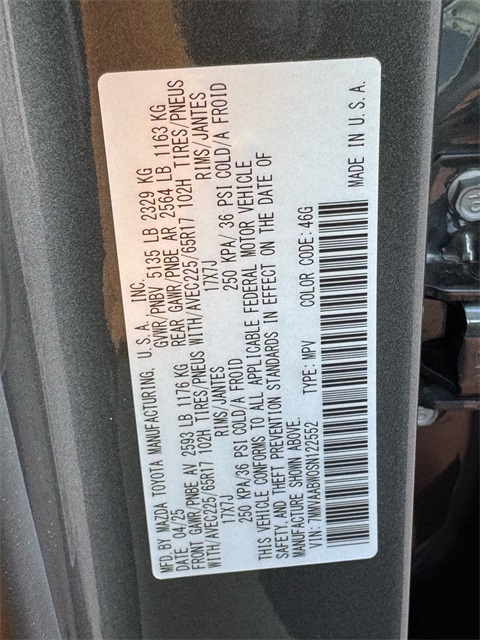 MFD. BY MAZDA TOYOTA MANUFACTURING, U.S.A. INC.
DATE 04/25 GVWR/PNBV 5135 LB 2329 KG
FRONT GAWR/PNBE AV 2593 LB 1176 KG REAR GAWR/PNBE AR 2564 LB 1163 KG
WITH/AVEC225/65R17 102H TIRES/PNEUS WITH/AVEC225/65R17 102H TIRES/PNEUS
17X7J RIMS/JANTES 17X7J RIMS/JANTES
250 KPA/ 36 PSI COLD/A FROID 250 KPA/ 36 PSI COLD/A FROID
THIS VEHICLE CONFORMS TO ALL APPLICABLE FEDERAL MOTOR VEHICLE
SAFETY, AND THEFT PREVENTION STANDARDS IN EFFECT ON THE DATE OF
MANUFACTURE SHOWN ABOVE.
VIN: 7MMVAABW0SN122552 TYPE: MPV COLOR CODE: 46G
MADE IN U.S.A.